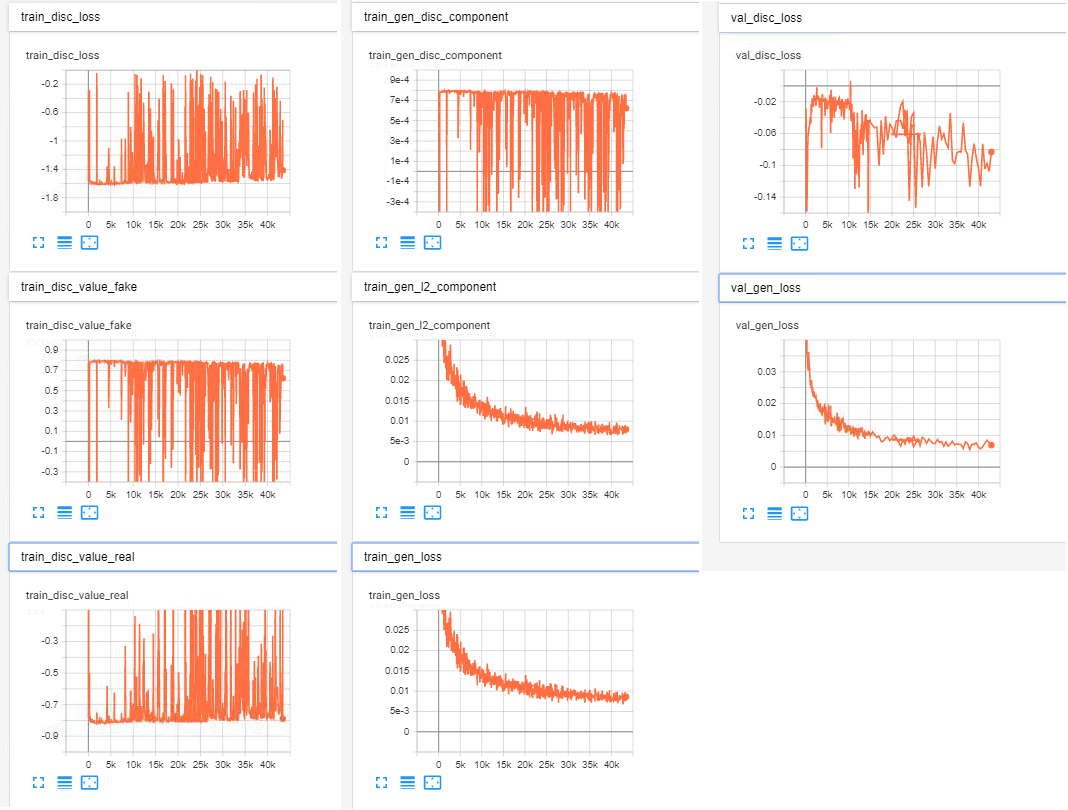 train_disc_loss
train_disc_loss
-0.2
-0.6
-1
-1.4
-1.8
0 5k 10k 15k 20k 25k 30k 35k 40k
train_disc_value_fake
train_disc_value_fake
0.9
0.7
0.5
0.3
0.1
-0.1
-0.3
0 5k 10k 15k 20k 25k 30k 35k 40k
train_disc_value_real
train_disc_value_real
-0.3
-0.5
-0.7
-0.9
0 5k 10k 15k 20k 25k 30k 35k 40k
train_gen_disc_component
train_gen_disc_component
9e-4
7e-4
5e-4
3e-4
1e-4
-1e-4
-3e-4
0 5k 10k 15k 20k 25k 30k 35k 40k
train_gen_l2_component
train_gen_l2_component
0.025
0.02
0.015
0.01
5e-3
0
0 5k 10k 15k 20k 25k 30k 35k 40k
train_gen_loss
train_gen_loss
0.025
0.02
0.015
0.01
5e-3
0
0 5k 10k 15k 20k 25k 30k 35k 40k
val_disc_loss
val_disc_loss
-0.02
-0.06
-0.1
-0.14
0 5k 10k 15k 20k 25k 30k 35k 40k
val_gen_loss
val_gen_loss
0.03
0.02
0.01
0
0 5k 10k 15k 20k 25k 30k 35k 40k